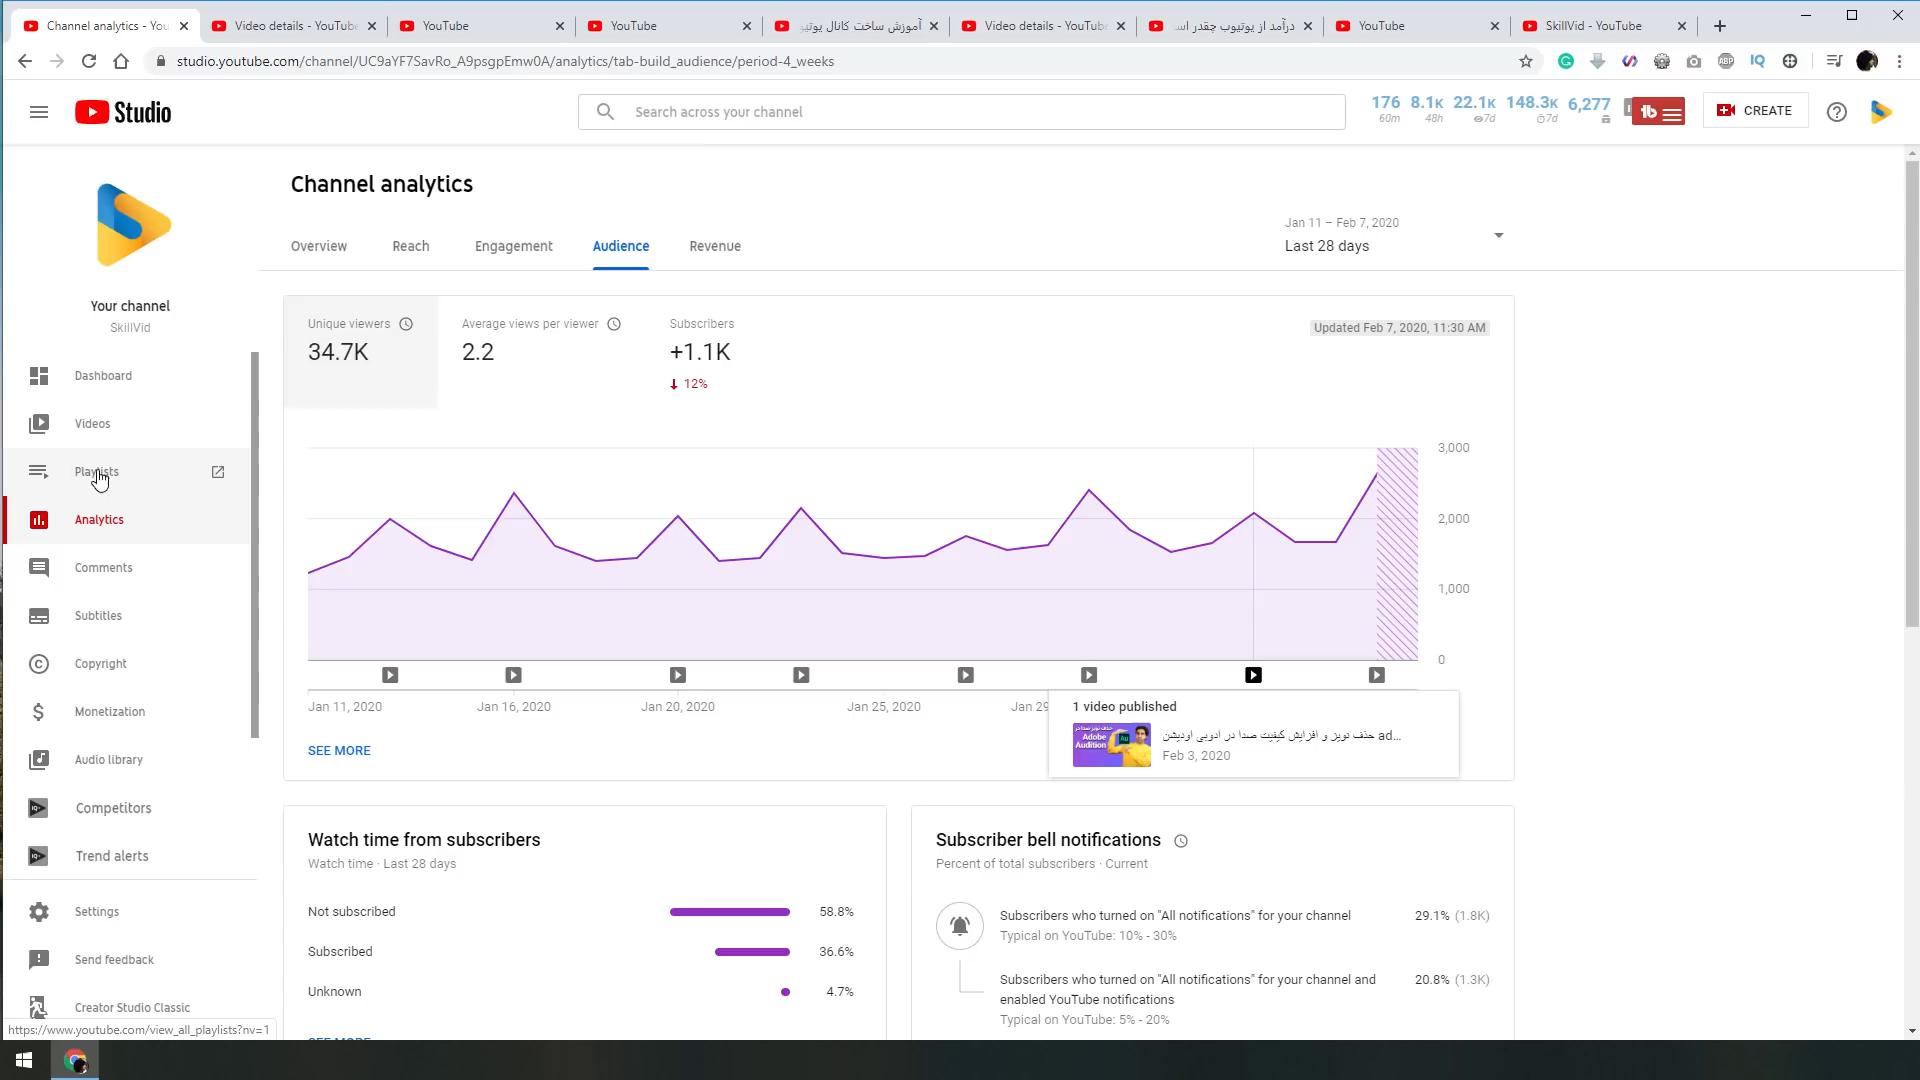 Channel analytics - You
Video details - YouTube
YouTube
YouTube
آموزش ساخت کانال یوتیو
Video details - YouTube
درآمد از یوتیوب چقدر اس
YouTube
SkillVid - YouTube
studio.youtube.com/channel/UC9aYF7SavRo_A9psgpEmw0A/analytics/tab-build_audience/period-4_weeks
ABP
IQ
Studio
Search across your channel
176 8.1K 22.1K 148.3K 6,277
60m 48h 7d 7d
CREATE
Channel analytics
Jan 11 – Feb 7, 2020
Last 28 days
Overview
Reach
Engagement
Audience
Revenue
Your channel
SkillVid
Dashboard
Videos
Playlists
Analytics
Comments
Subtitles
Copyright
Monetization
Audio library
Competitors
Trend alerts
Settings
Send feedback
Creator Studio Classic
https://www.youtube.com/view_all_playlists?nv=1
Unique viewers
34.7K
Average views per viewer
2.2
Subscribers
+1.1K
12%
Updated Feb 7, 2020, 11:30 AM
3,000
2,000
1,000
0
Jan 11, 2020
Jan 16, 2020
Jan 20, 2020
Jan 25, 2020
Jan 29
1 video published
حذف نویز صدا در
Adobe
Audition
Au
حذف نویز و افزایش کیفیت صدا در ادوبی اودیشن ad...
Feb 3, 2020
SEE MORE
Watch time from subscribers
Watch time · Last 28 days
Not subscribed 58.8%
Subscribed 36.6%
Unknown 4.7%
SEE MORE
Subscriber bell notifications
Percent of total subscribers · Current
Subscribers who turned on "All notifications" for your channel 29.1% (1.8K)
Typical on YouTube: 10% - 30%
Subscribers who turned on "All notifications" for your channel and 20.8% (1.3K)
enabled YouTube notifications
Typical on YouTube: 5% - 20%